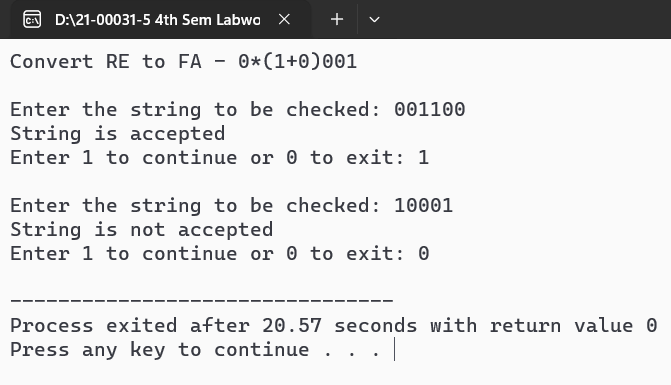 D:\21-00031-5 4th Sem Labwo
Convert RE to FA - 0*(1+0)001
Enter the string to be checked: 001100
String is accepted
Enter 1 to continue or 0 to exit: 1
Enter the string to be checked: 10001
String is not accepted
Enter 1 to continue or 0 to exit: 0
--------------------------------
Process exited after 20.57 seconds with return value 0
Press any key to continue . . .